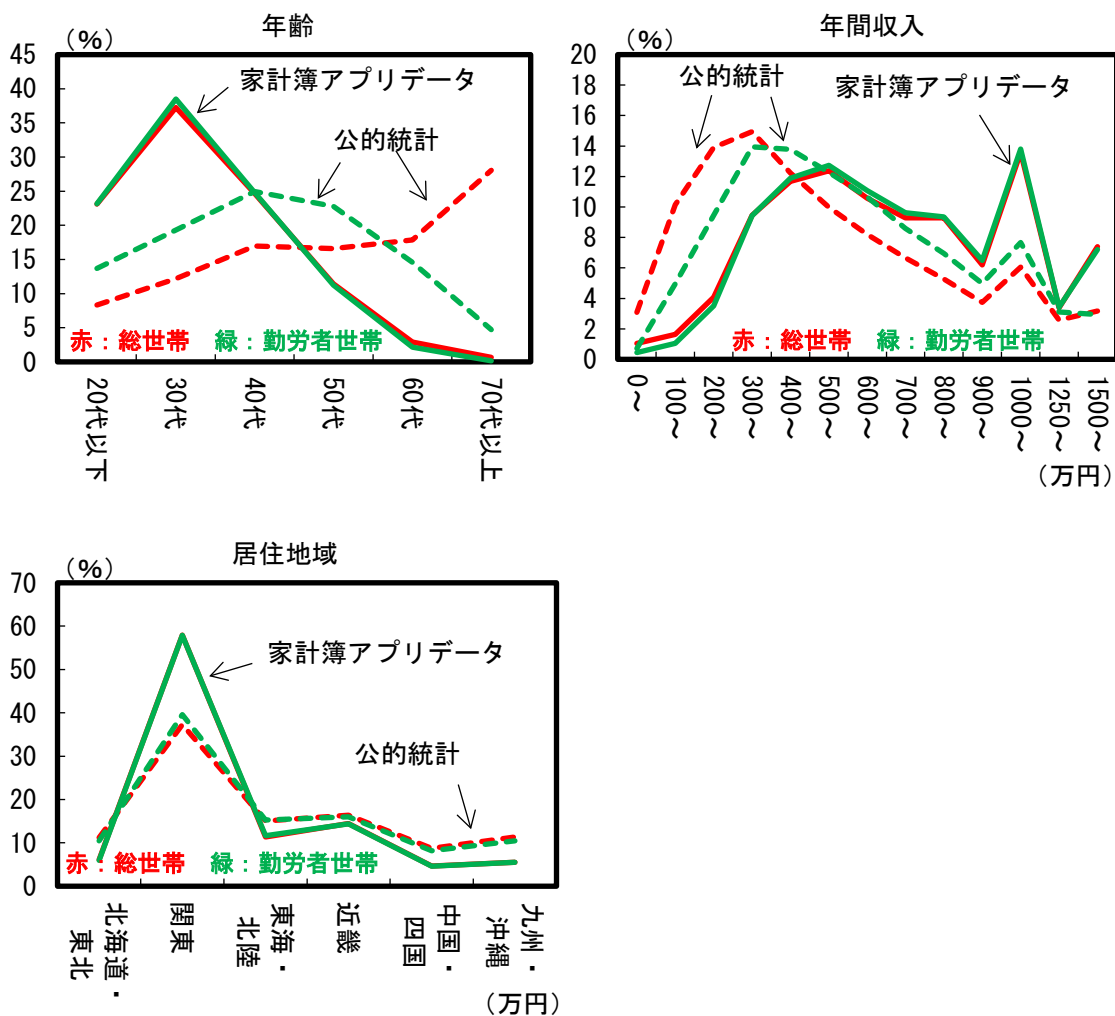 年齢
（%）
45
40
35
30
25
20
15
10
5
0
家計簿アプリデータ
公的統計
赤：総世帯 緑：勤労者世帯
20代以下
30代
40代
50代
60代
70代以上
年間収入
（%）
20
18
16
14
12
10
8
6
4
2
0
公的統計
家計簿アプリデータ
赤：総世帯 緑：勤労者世帯
0～
100～
200～
300～
400～
500～
600～
700～
800～
900～
1000～
1250～
1500～
（万円）
居住地域
（%）
70
60
50
40
30
20
10
0
家計簿アプリデータ
公的統計
赤：総世帯 緑：勤労者世帯
北海道・
東北
関東
東海・
北陸
近畿
中国・
四国
九州・
沖縄
（万円）